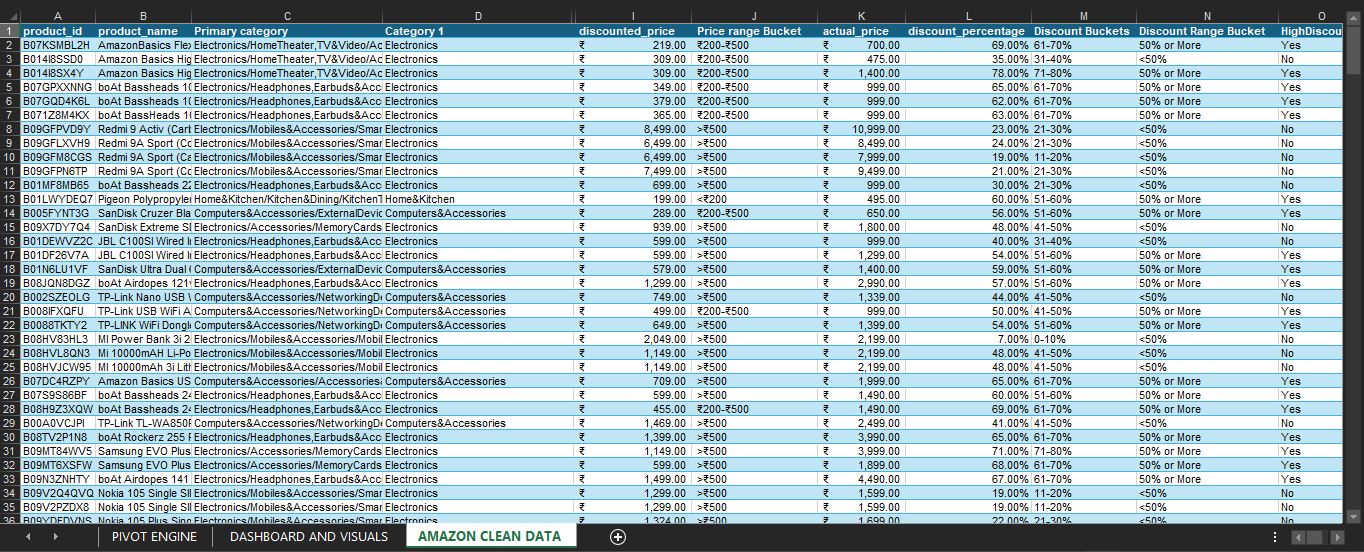 A B C D I J K L M N O
1 product_id product_name Primary category Category 1 discounted_price Price range Bucket actual_price discount_percentage Discount Buckets Discount Range Bucket HighDiscou
2 B07KSMBL2H AmazonBasics Flex Electronics/HomeTheater,TV&Video/Ac Electronics ₹ 219.00 ₹200-₹500 ₹ 700.00 69.00% 61-70% 50% or More Yes
3 B014I8SSD0 Amazon Basics Hig Electronics/HomeTheater,TV&Video/Ac Electronics ₹ 309.00 ₹200-₹500 ₹ 475.00 35.00% 31-40% <50% No
4 B014I8SX4Y Amazon Basics Hig Electronics/HomeTheater,TV&Video/Ac Electronics ₹ 309.00 ₹200-₹500 ₹ 1,400.00 78.00% 71-80% 50% or More Yes
5 B07GPXXNNG boAt Bassheads 10 Electronics/Headphones,Earbuds&Acc Electronics ₹ 349.00 ₹200-₹500 ₹ 999.00 65.00% 61-70% 50% or More Yes
6 B07GQD4K6L boAt Bassheads 10 Electronics/Headphones,Earbuds&Acc Electronics ₹ 379.00 ₹200-₹500 ₹ 999.00 62.00% 61-70% 50% or More Yes
7 B071Z8M4KX boAt BassHeads 10 Electronics/Headphones,Earbuds&Acc Electronics ₹ 365.00 ₹200-₹500 ₹ 999.00 63.00% 61-70% 50% or More Yes
8 B09GFPVD9Y Redmi 9 Activ (Carb Electronics/Mobiles&Accessories/Smar Electronics ₹ 8,499.00 >₹500 ₹ 10,999.00 23.00% 21-30% <50% No
9 B09GFLXVH9 Redmi 9A Sport (Co Electronics/Mobiles&Accessories/Smar Electronics ₹ 6,499.00 >₹500 ₹ 8,499.00 24.00% 21-30% <50% No
10 B09GFM8CGS Redmi 9A Sport (Ca Electronics/Mobiles&Accessories/Smar Electronics ₹ 6,499.00 >₹500 ₹ 7,999.00 19.00% 11-20% <50% No
11 B09GFPN6TP Redmi 9A Sport (Co Electronics/Mobiles&Accessories/Smar Electronics ₹ 7,499.00 >₹500 ₹ 9,499.00 21.00% 21-30% <50% No
12 B01MF8MB65 boAt Bassheads 22 Electronics/Headphones,Earbuds&Acc Electronics ₹ 699.00 >₹500 ₹ 999.00 30.00% 21-30% <50% No
13 B01LWYDEQ7 Pigeon Polypropyler Home&Kitchen/Kitchen&Dining/KitchenT Home&Kitchen ₹ 199.00 <₹200 ₹ 495.00 60.00% 51-60% 50% or More Yes
14 B005FYNT3G SanDisk Cruzer Bla Computers&Accessories/ExternalDevic Computers&Accessories ₹ 289.00 ₹200-₹500 ₹ 650.00 56.00% 51-60% 50% or More Yes
15 B09X7DY7Q4 SanDisk Extreme SD Electronics/Accessories/MemoryCards Electronics ₹ 939.00 >₹500 ₹ 1,800.00 48.00% 41-50% <50% No
16 B01DEWVZ2C JBL C100SI Wired I Electronics/Headphones,Earbuds&Acc Electronics ₹ 599.00 >₹500 ₹ 999.00 40.00% 31-40% <50% No
17 B01DF26V7A JBL C100SI Wired I Electronics/Headphones,Earbuds&Acc Electronics ₹ 599.00 >₹500 ₹ 1,299.00 54.00% 51-60% 50% or More Yes
18 B01N6LU1VF SanDisk Ultra Dual Computers&Accessories/ExternalDevic Computers&Accessories ₹ 579.00 >₹500 ₹ 1,400.00 59.00% 51-60% 50% or More Yes
19 B08JQN8DGZ boAt Airdopes 121v Electronics/Headphones,Earbuds&Acc Electronics ₹ 1,299.00 >₹500 ₹ 2,990.00 57.00% 51-60% 50% or More Yes
20 B002SZEOLG TP-Link Nano USB Computers&Accessories/NetworkingDe Computers&Accessories ₹ 749.00 >₹500 ₹ 1,339.00 44.00% 41-50% <50% No
21 B008IFXQFU TP-Link USB WiFi A Computers&Accessories/NetworkingDe Computers&Accessories ₹ 499.00 ₹200-₹500 ₹ 999.00 50.00% 41-50% 50% or More Yes
22 B0088TKTY2 TP-LINK WiFi Dongle Computers&Accessories/NetworkingDe Computers&Accessories ₹ 649.00 >₹500 ₹ 1,399.00 54.00% 51-60% 50% or More Yes
23 B08HV83HL3 MI Power Bank 3i 2 Electronics/Mobiles&Accessories/Mobil Electronics ₹ 2,049.00 >₹500 ₹ 2,199.00 7.00% 0-10% <50% No
24 B08HVL8QN3 Mi 10000mAH Li-Po Electronics/Mobiles&Accessories/Mobil Electronics ₹ 1,149.00 >₹500 ₹ 2,199.00 48.00% 41-50% <50% No
25 B08HVJCW95 MI 10000mAh 3i Lith Electronics/Mobiles&Accessories/Mobil Electronics ₹ 1,149.00 >₹500 ₹ 2,199.00 48.00% 41-50% <50% No
26 B07DC4RZPY Amazon Basics US Computers&Accessories/Accessories& Computers&Accessories ₹ 709.00 >₹500 ₹ 1,999.00 65.00% 61-70% 50% or More Yes
27 B07S9S86BF boAt Bassheads 24 Electronics/Headphones,Earbuds&Acc Electronics ₹ 599.00 >₹500 ₹ 1,490.00 60.00% 51-60% 50% or More Yes
28 B08H9Z3XQW boAt Bassheads 24 Electronics/Headphones,Earbuds&Acc Electronics ₹ 455.00 ₹200-₹500 ₹ 1,490.00 69.00% 61-70% 50% or More Yes
29 B00A0VCJPI TP-Link TL-WA850R Computers&Accessories/NetworkingDe Computers&Accessories ₹ 1,469.00 >₹500 ₹ 2,499.00 41.00% 41-50% <50% No
30 B08TV2P1N8 boAt Rockerz 255 F Electronics/Headphones,Earbuds&Acc Electronics ₹ 1,399.00 >₹500 ₹ 3,990.00 65.00% 61-70% 50% or More Yes
31 B09MT84WV5 Samsung EVO Plus Electronics/Accessories/MemoryCards Electronics ₹ 1,149.00 >₹500 ₹ 3,999.00 71.00% 71-80% 50% or More Yes
32 B09MT6XSFW Samsung EVO Plus Electronics/Accessories/MemoryCards Electronics ₹ 599.00 >₹500 ₹ 1,899.00 68.00% 61-70% 50% or More Yes
33 B09N3ZNHTY boAt Airdopes 141 Electronics/Headphones,Earbuds&Acc Electronics ₹ 1,499.00 >₹500 ₹ 4,490.00 67.00% 61-70% 50% or More Yes
34 B09V2Q4QVQ Nokia 105 Single SI Electronics/Mobiles&Accessories/Smar Electronics ₹ 1,299.00 >₹500 ₹ 1,599.00 19.00% 11-20% <50% No
35 B09V2PZDX8 Nokia 105 Single SI Electronics/Mobiles&Accessories/Smar Electronics ₹ 1,299.00 >₹500 ₹ 1,599.00 19.00% 11-20% <50% No
36 B09YDFDVNS Nokia 105 Plus Sing Electronics/Mobiles&Accessories/Smar Electronics ₹ 1,324.00 >₹500 ₹ 1,699.00 22.00% 21-30% <50% No
PIVOT ENGINE DASHBOARD AND VISUALS AMAZON CLEAN DATA